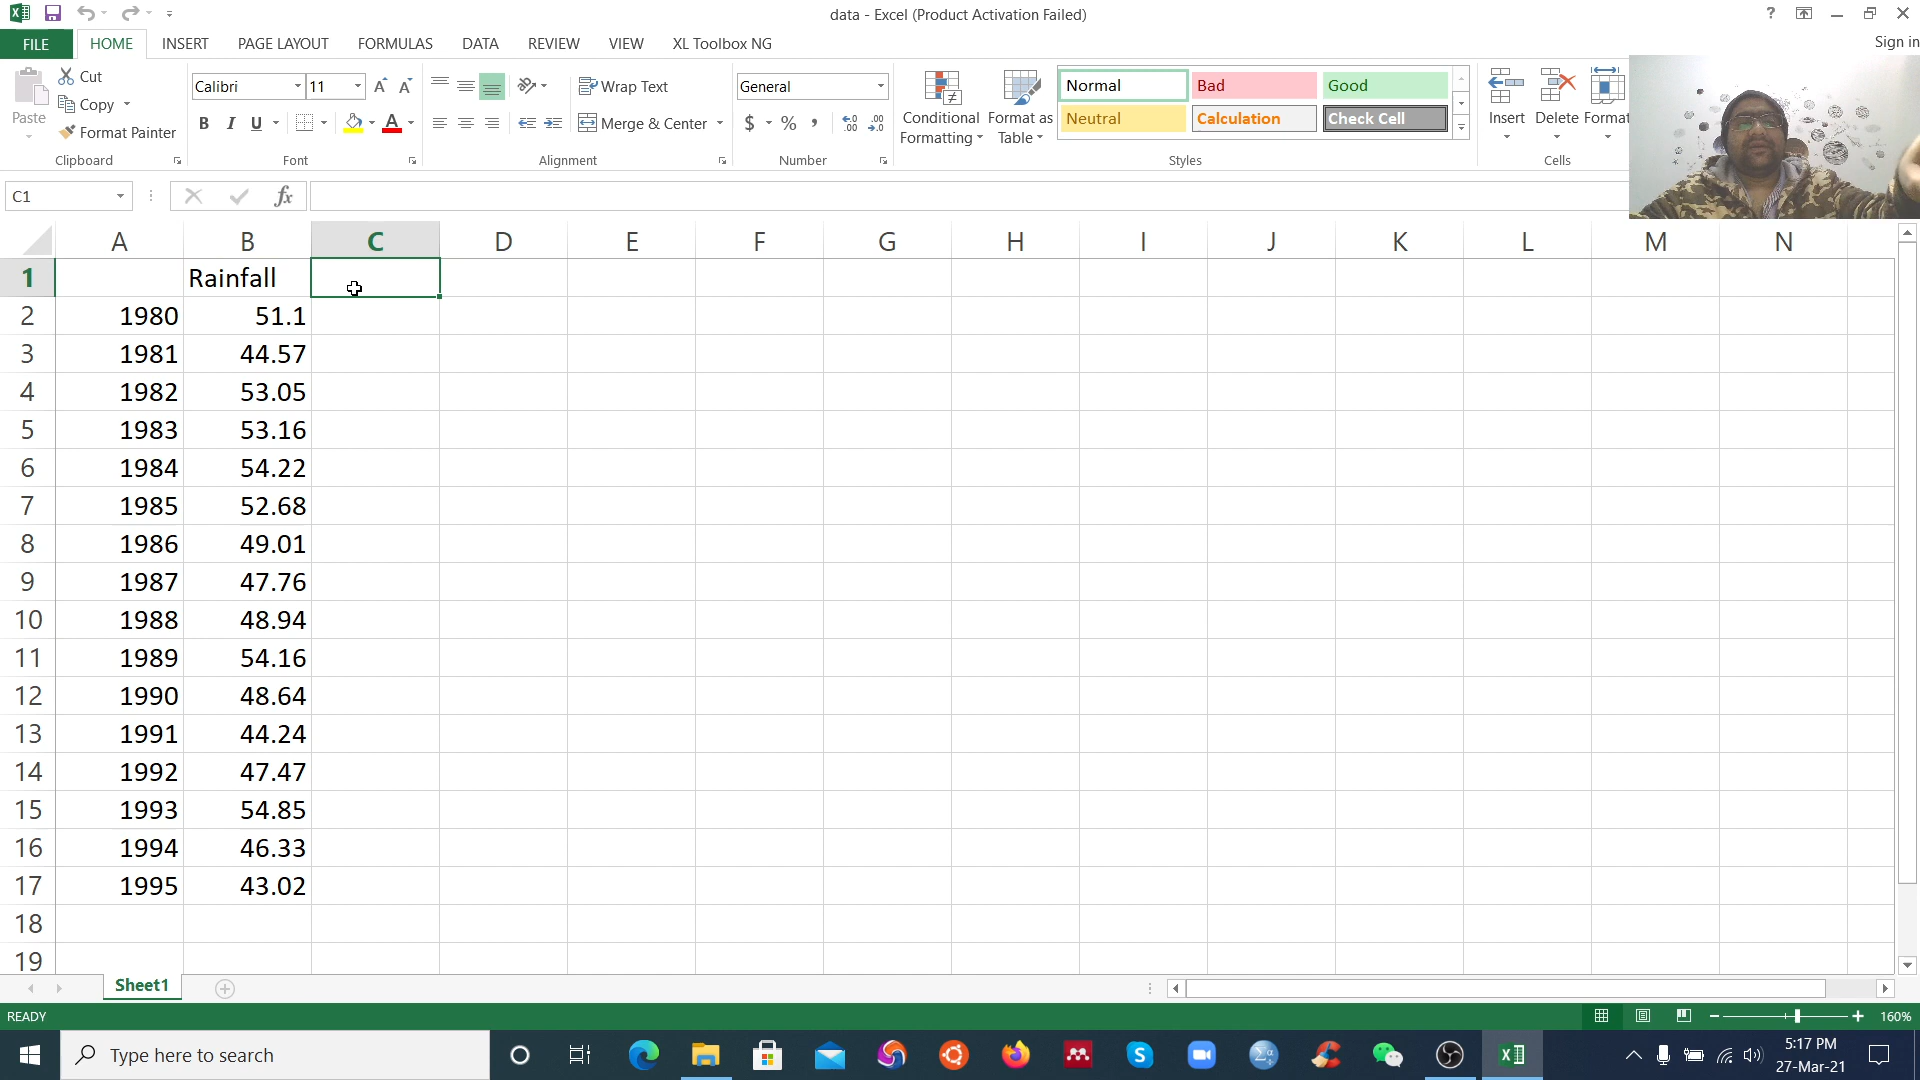 data - Excel (Product Activation Failed)
?
FILE HOME INSERT PAGE LAYOUT FORMULAS DATA REVIEW VIEW XL Toolbox NG Sign in
Paste
Cut
Copy
Format Painter
Clipboard
Calibri 11
B I U
Font
Wrap Text
Merge & Center
Alignment
General
$ % ,
Number
Conditional Formatting
Format as Table
Normal Bad Good
Neutral Calculation Check Cell
Styles
Insert Delete Format
Cells
C1 fx
A B C D E F G H I J K L M N
1 Rainfall
2 1980 51.1
3 1981 44.57
4 1982 53.05
5 1983 53.16
6 1984 54.22
7 1985 52.68
8 1986 49.01
9 1987 47.76
10 1988 48.94
11 1989 54.16
12 1990 48.64
13 1991 44.24
14 1992 47.47
15 1993 54.85
16 1994 46.33
17 1995 43.02
18
19
Sheet1
READY 160%
Type here to search
5:17 PM
27-Mar-21